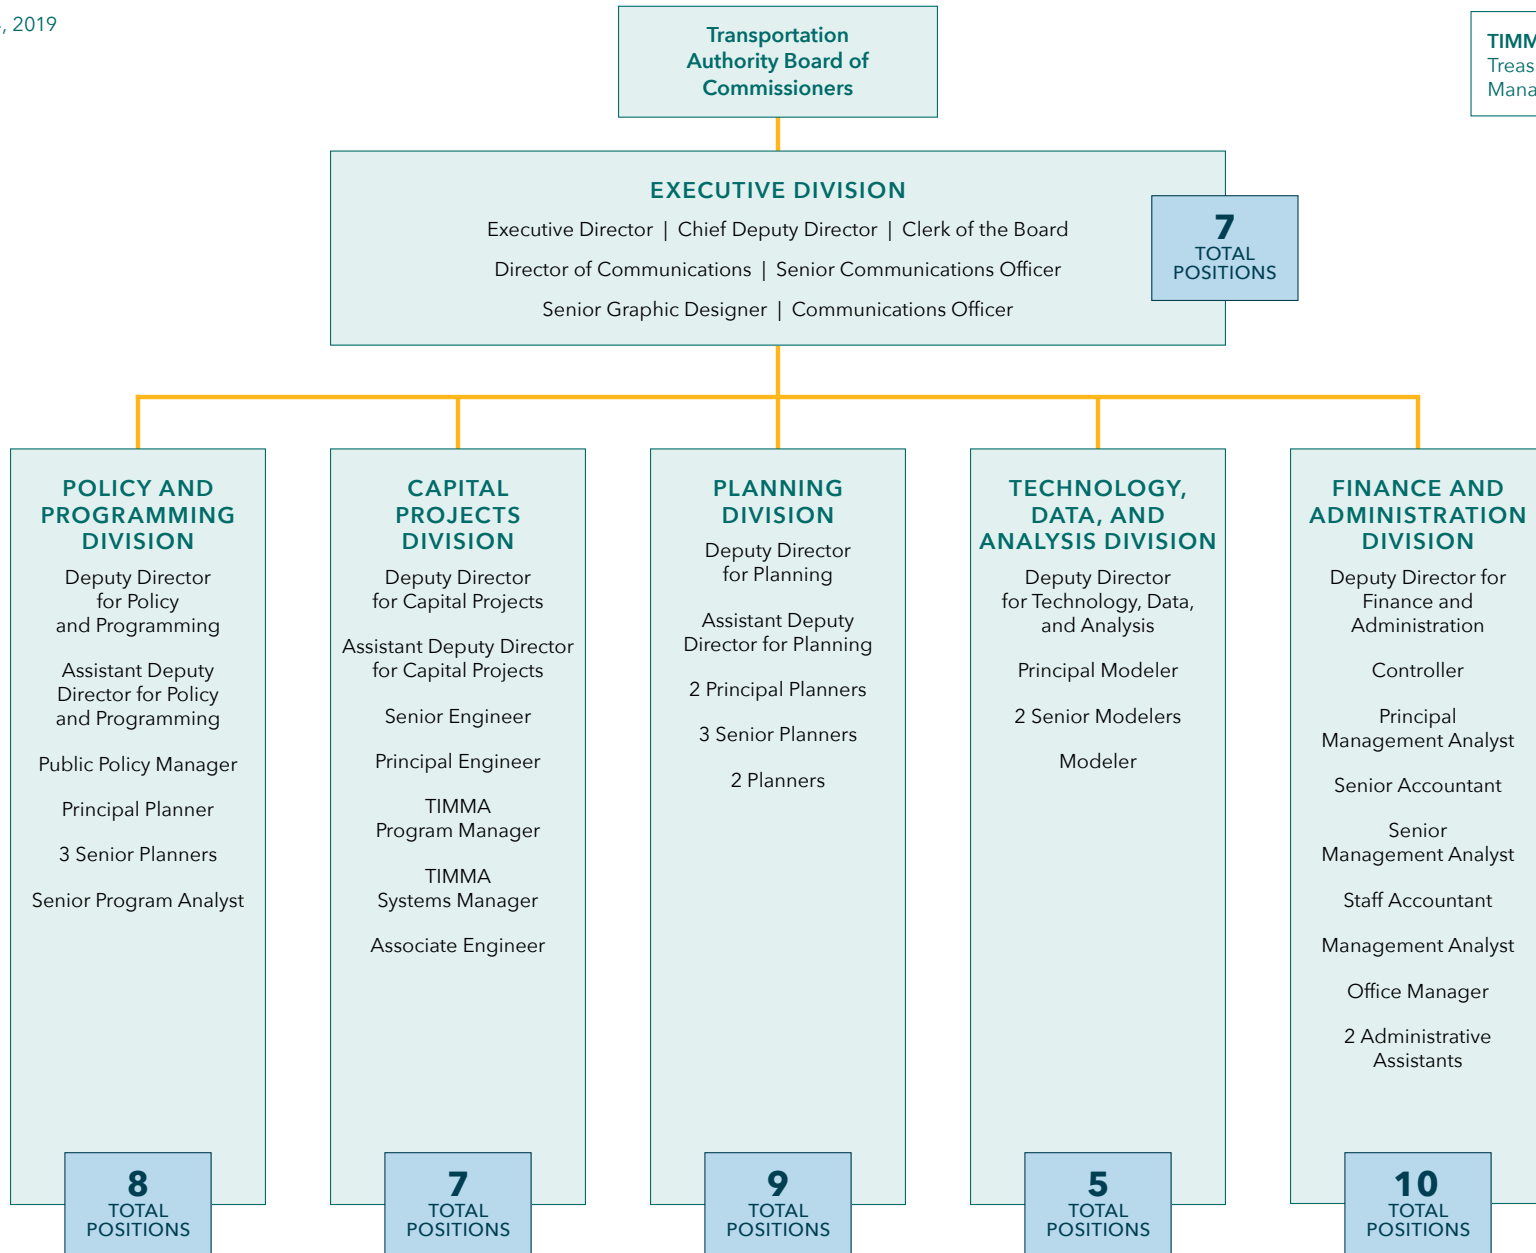 , 2019
Transportation
Authority Board of
Commissioners
TIMM
Treas
Mana
EXECUTIVE DIVISION
Executive Director | Chief Deputy Director | Clerk of the Board
Director of Communications | Senior Communications Officer
Senior Graphic Designer | Communications Officer
7
TOTAL
POSITIONS
POLICY AND
PROGRAMMING
DIVISION
Deputy Director
for Policy
and Programming
Assistant Deputy
Director for Policy
and Programming
Public Policy Manager
Principal Planner
3 Senior Planners
Senior Program Analyst
8
TOTAL
POSITIONS
CAPITAL
PROJECTS
DIVISION
Deputy Director
for Capital Projects
Assistant Deputy Director
for Capital Projects
Senior Engineer
Principal Engineer
TIMMA
Program Manager
TIMMA
Systems Manager
Associate Engineer
7
TOTAL
POSITIONS
PLANNING
DIVISION
Deputy Director
for Planning
Assistant Deputy
Director for Planning
2 Principal Planners
3 Senior Planners
2 Planners
9
TOTAL
POSITIONS
TECHNOLOGY,
DATA, AND
ANALYSIS DIVISION
Deputy Director
for Technology, Data,
and Analysis
Principal Modeler
2 Senior Modelers
Modeler
5
TOTAL
POSITIONS
FINANCE AND
ADMINISTRATION
DIVISION
Deputy Director for
Finance and
Administration
Controller
Principal
Management Analyst
Senior Accountant
Senior
Management Analyst
Staff Accountant
Management Analyst
Office Manager
2 Administrative
Assistants
10
TOTAL
POSITIONS